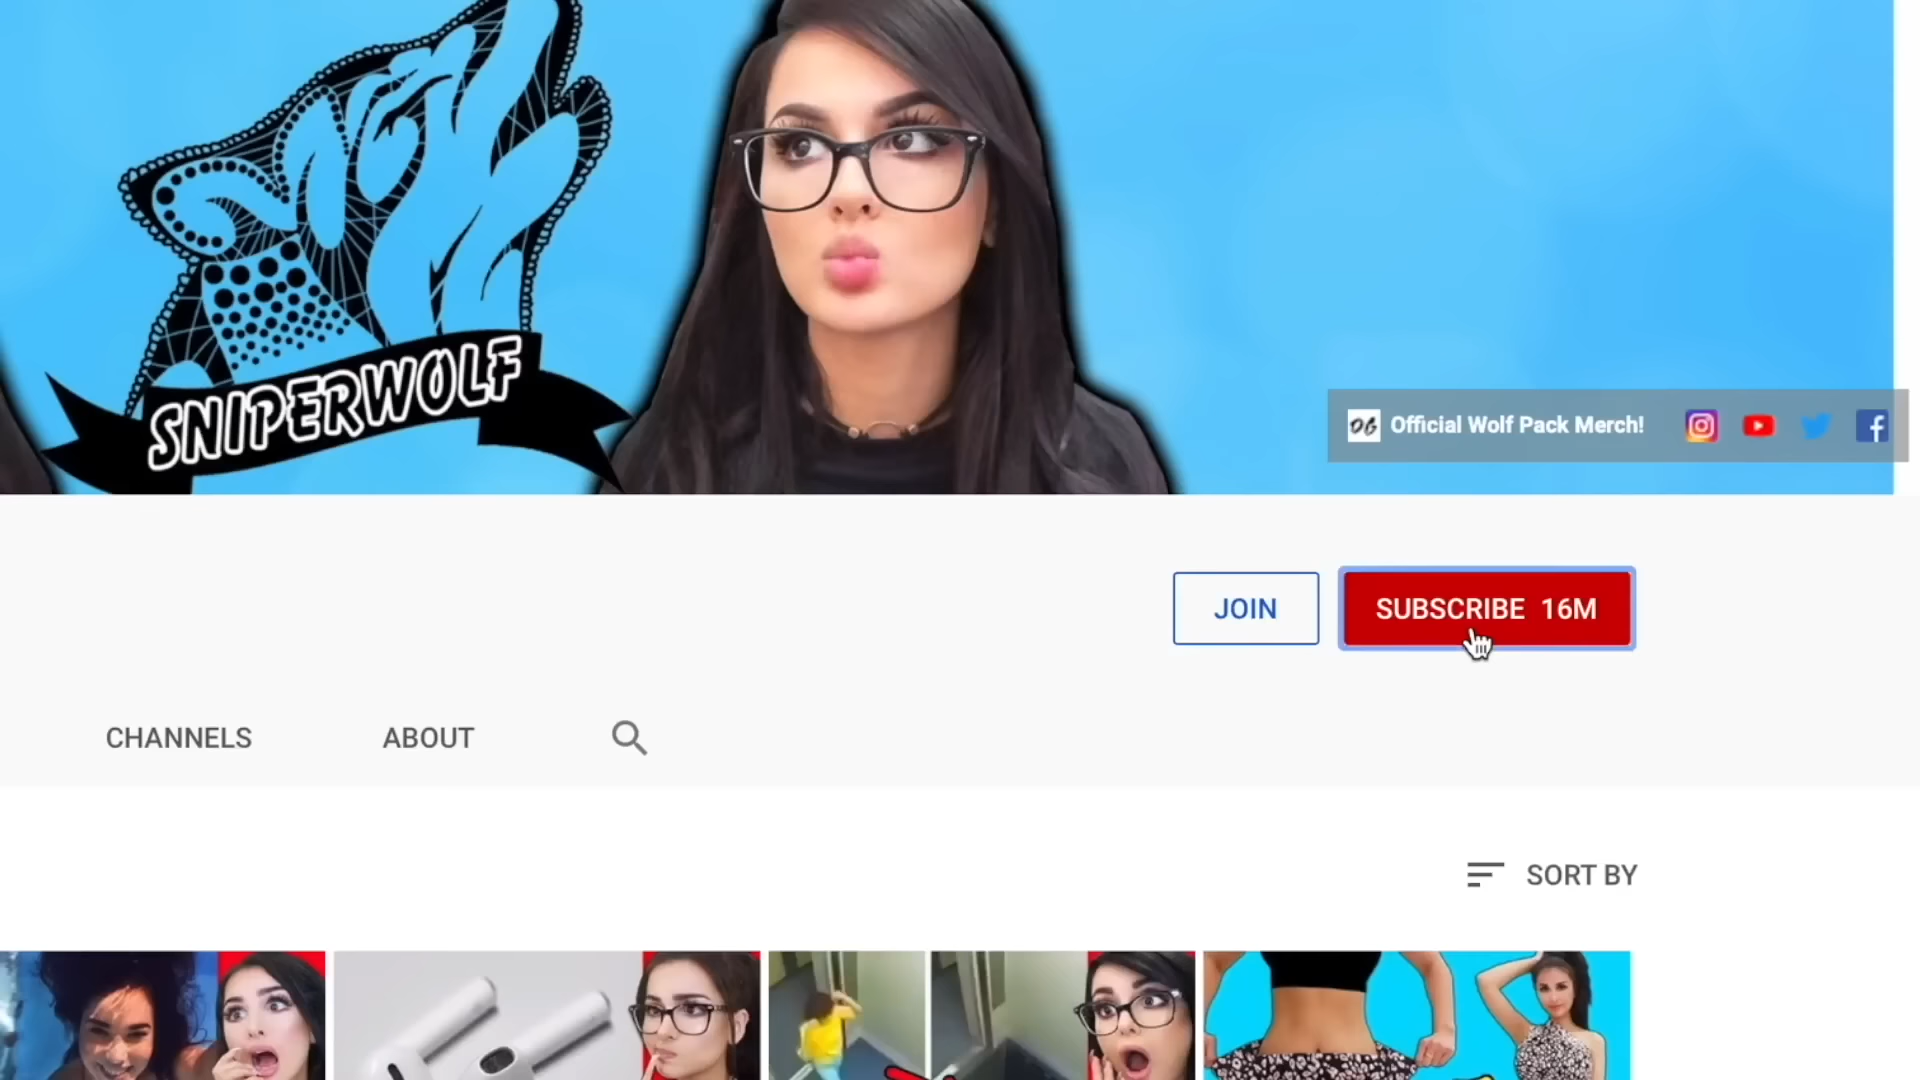 SNIPERWOLF
OG Official Wolf Pack Merch!
JOIN
SUBSCRIBE 16M
CHANNELS
ABOUT
SORT BY